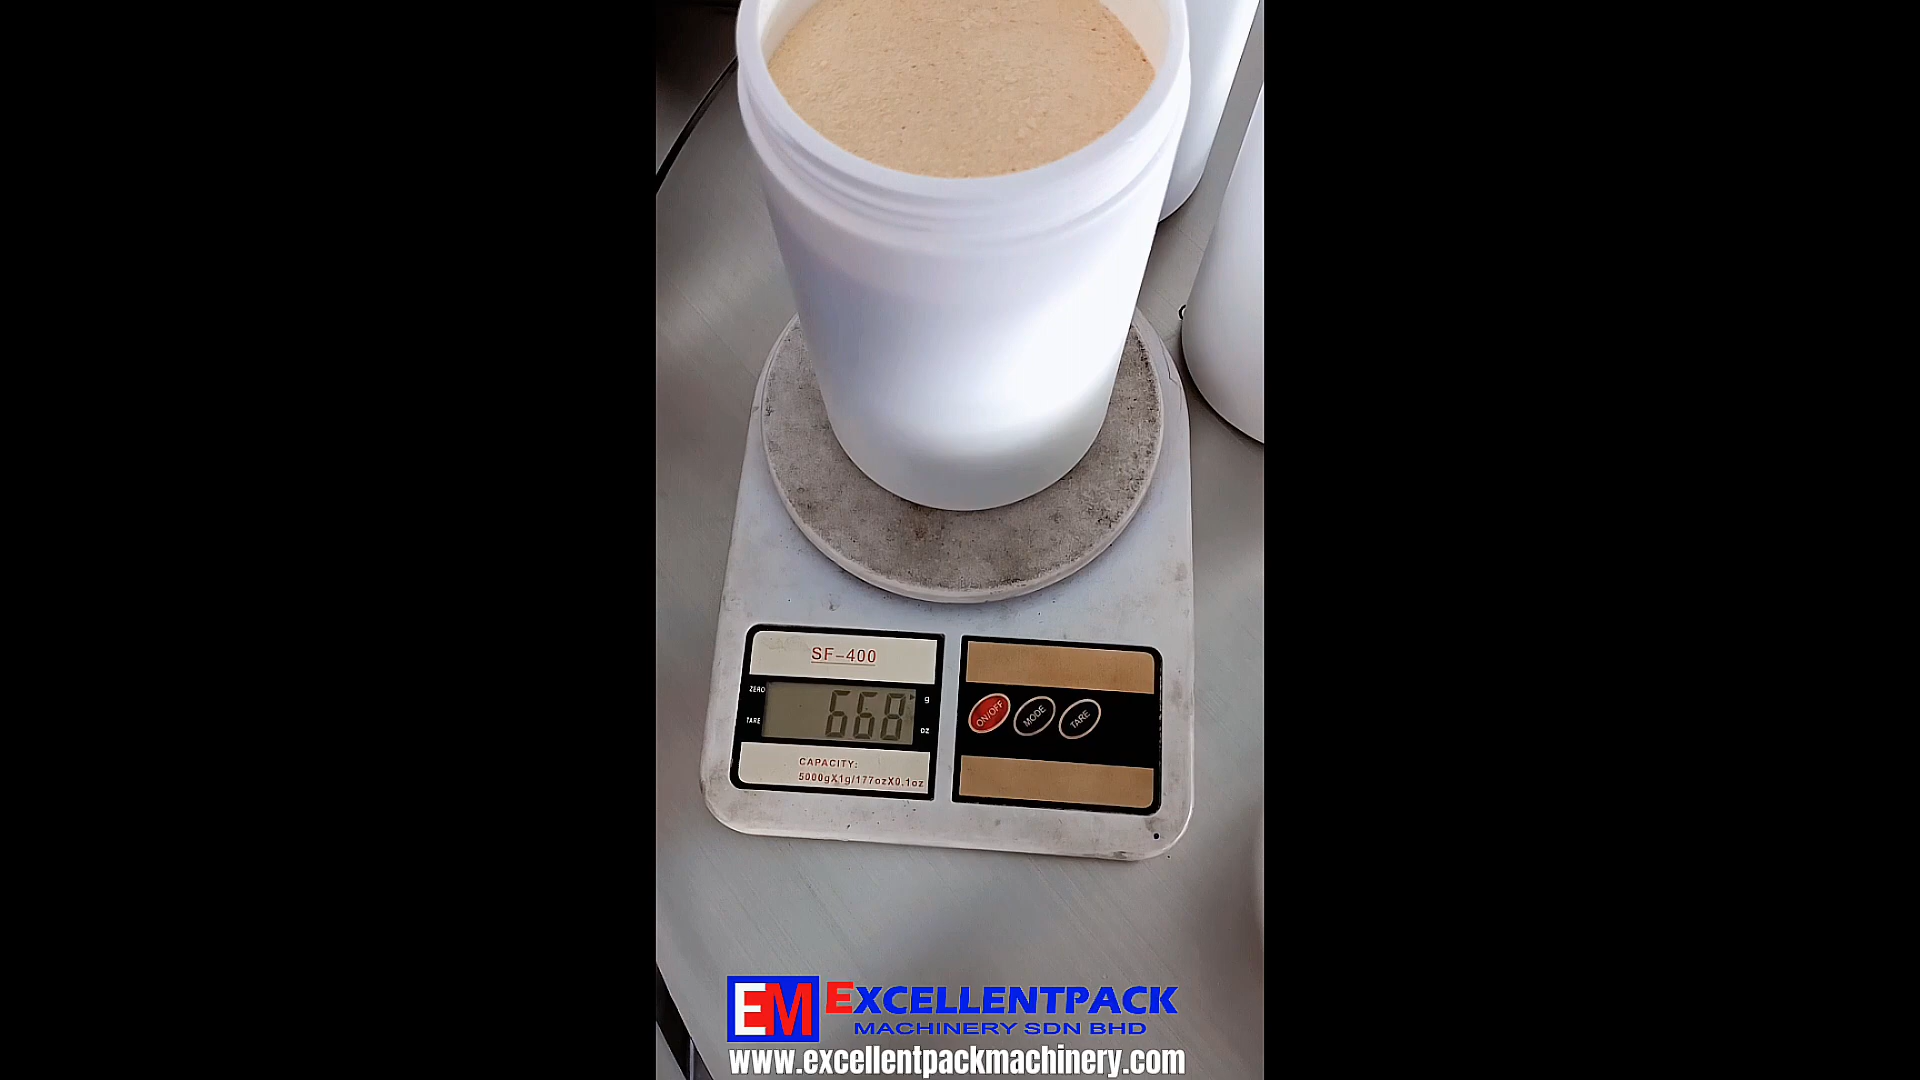 SF-400
ZERO
TARE
668
g
oz
CAPACITY:
5000gX1g/177ozX0.1oz
ON/OFF
MODE
TARE
EM EXCELLENTPACK
MACHINERY SDN BHD
www.excellentpackmachinery.com